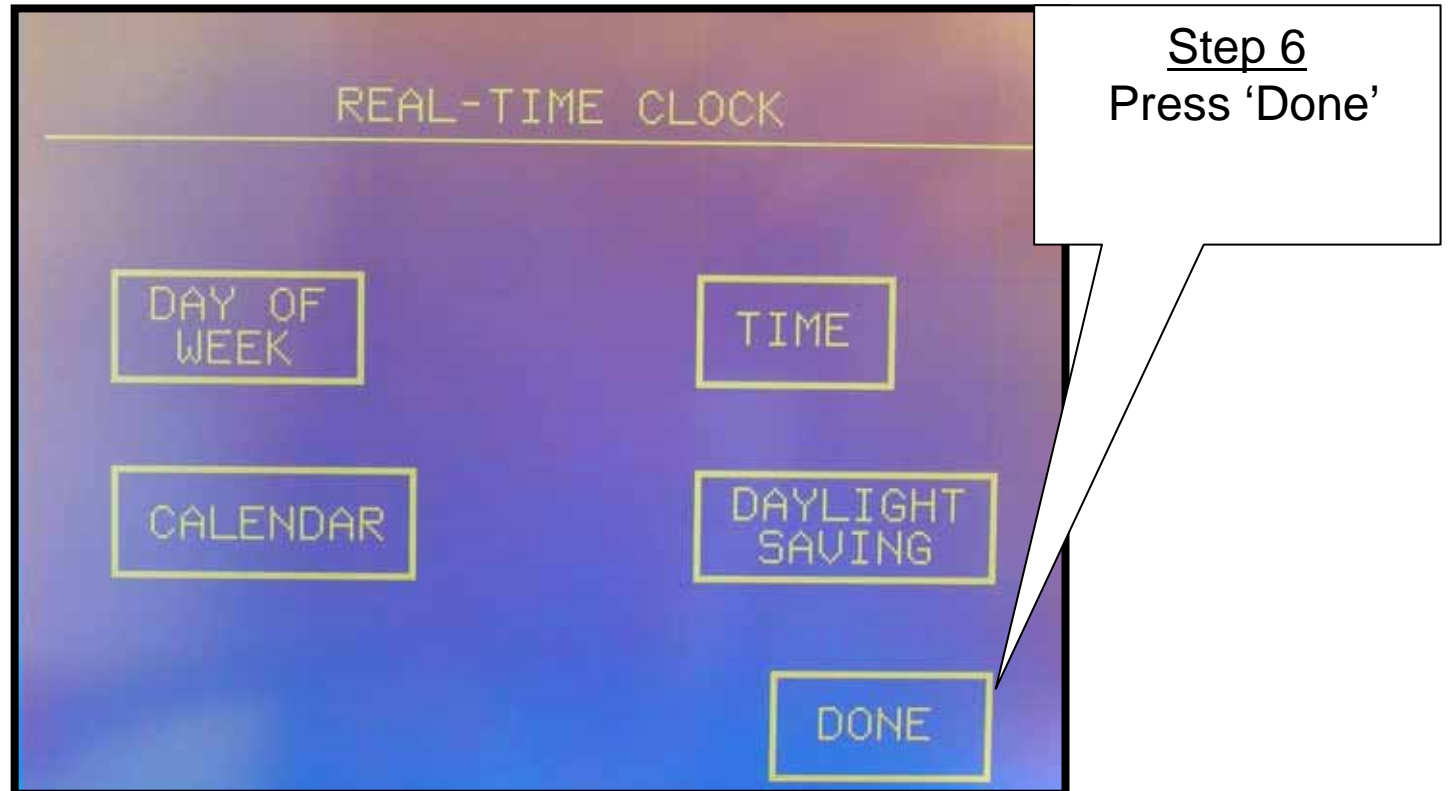 REAL-TIME CLOCK
Step 6
Press ‘Done’
DAY OF
WEEK
TIME
CALENDAR
DAYLIGHT
SAVING
DONE